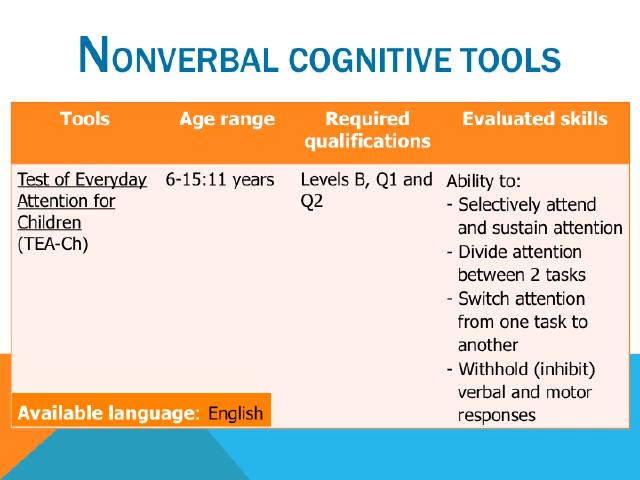 NONVERBAL COGNITIVE TOOLS
Tools
Age range
Required
qualifications
Evaluated skills
Test of Everyday
Attention for
Children
(TEA-Ch)
6-15:11 years
Levels B, Q1 and
Q2
Ability to:
- Selectively attend
and sustain attention
- Divide attention
between 2 tasks
- Switch attention
from one task to
another
- Withhold (inhibit)
verbal and motor
responses
Available language: English